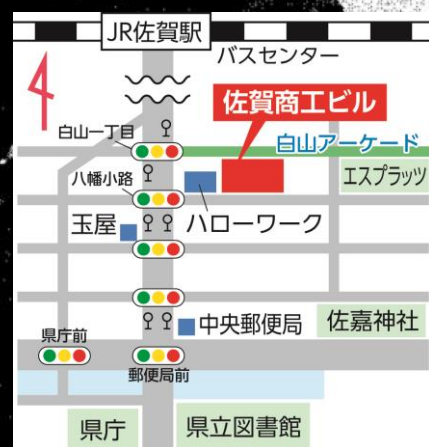 JR佐賀駅
バスセンター
佐賀商工ビル
白山一丁目
白山アーケード
エスプラッツ
八幡小路
玉屋
ハローワーク
中央郵便局
佐嘉神社
県庁前
郵便局前
県庁
県立図書館